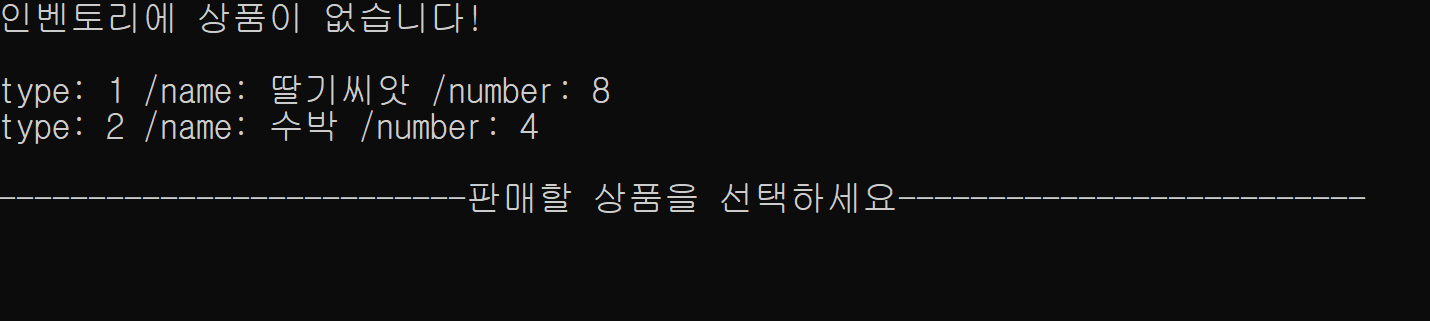 인벤토리에 상품이 없습니다!
type: 1 /name: 딸기씨앗 /number: 8
type: 2 /name: 수박 /number: 4
--------------------------판매할 상품을 선택하세요--------------------------